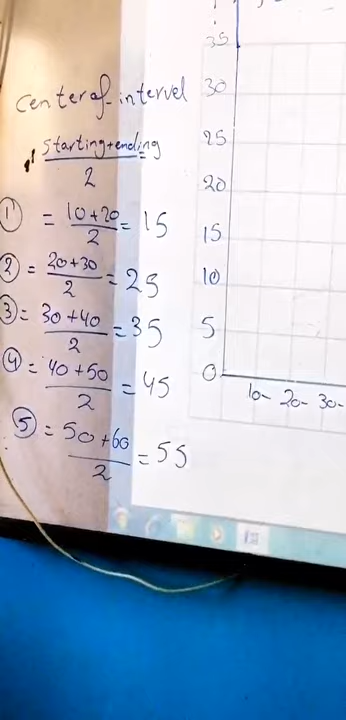 center of interval
starting+ending
2
① = 10+20 / 2 = 15
② = 20+30 / 2 = 25
③ = 30+40 / 2 = 35
④ = 40+50 / 2 = 45
⑤ = 50+60 / 2 = 55
35
30
25
20
15
10
5
0
10- 20- 30-